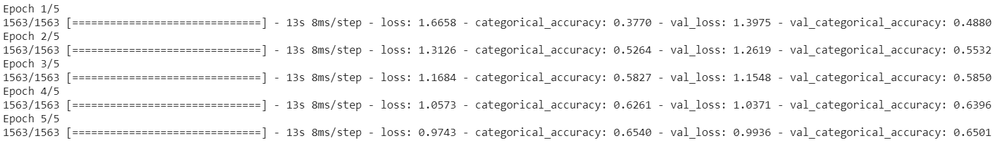 Epoch 1/5
1563/1563 [==============================] - 13s 8ms/step - loss: 1.6658 - categorical_accuracy: 0.3770 - val_loss: 1.3975 - val_categorical_accuracy: 0.4880
Epoch 2/5
1563/1563 [==============================] - 13s 8ms/step - loss: 1.3126 - categorical_accuracy: 0.5264 - val_loss: 1.2619 - val_categorical_accuracy: 0.5532
Epoch 3/5
1563/1563 [==============================] - 13s 8ms/step - loss: 1.1684 - categorical_accuracy: 0.5827 - val_loss: 1.1548 - val_categorical_accuracy: 0.5850
Epoch 4/5
1563/1563 [==============================] - 13s 8ms/step - loss: 1.0573 - categorical_accuracy: 0.6261 - val_loss: 1.0371 - val_categorical_accuracy: 0.6396
Epoch 5/5
1563/1563 [==============================] - 13s 8ms/step - loss: 0.9743 - categorical_accuracy: 0.6540 - val_loss: 0.9936 - val_categorical_accuracy: 0.6501